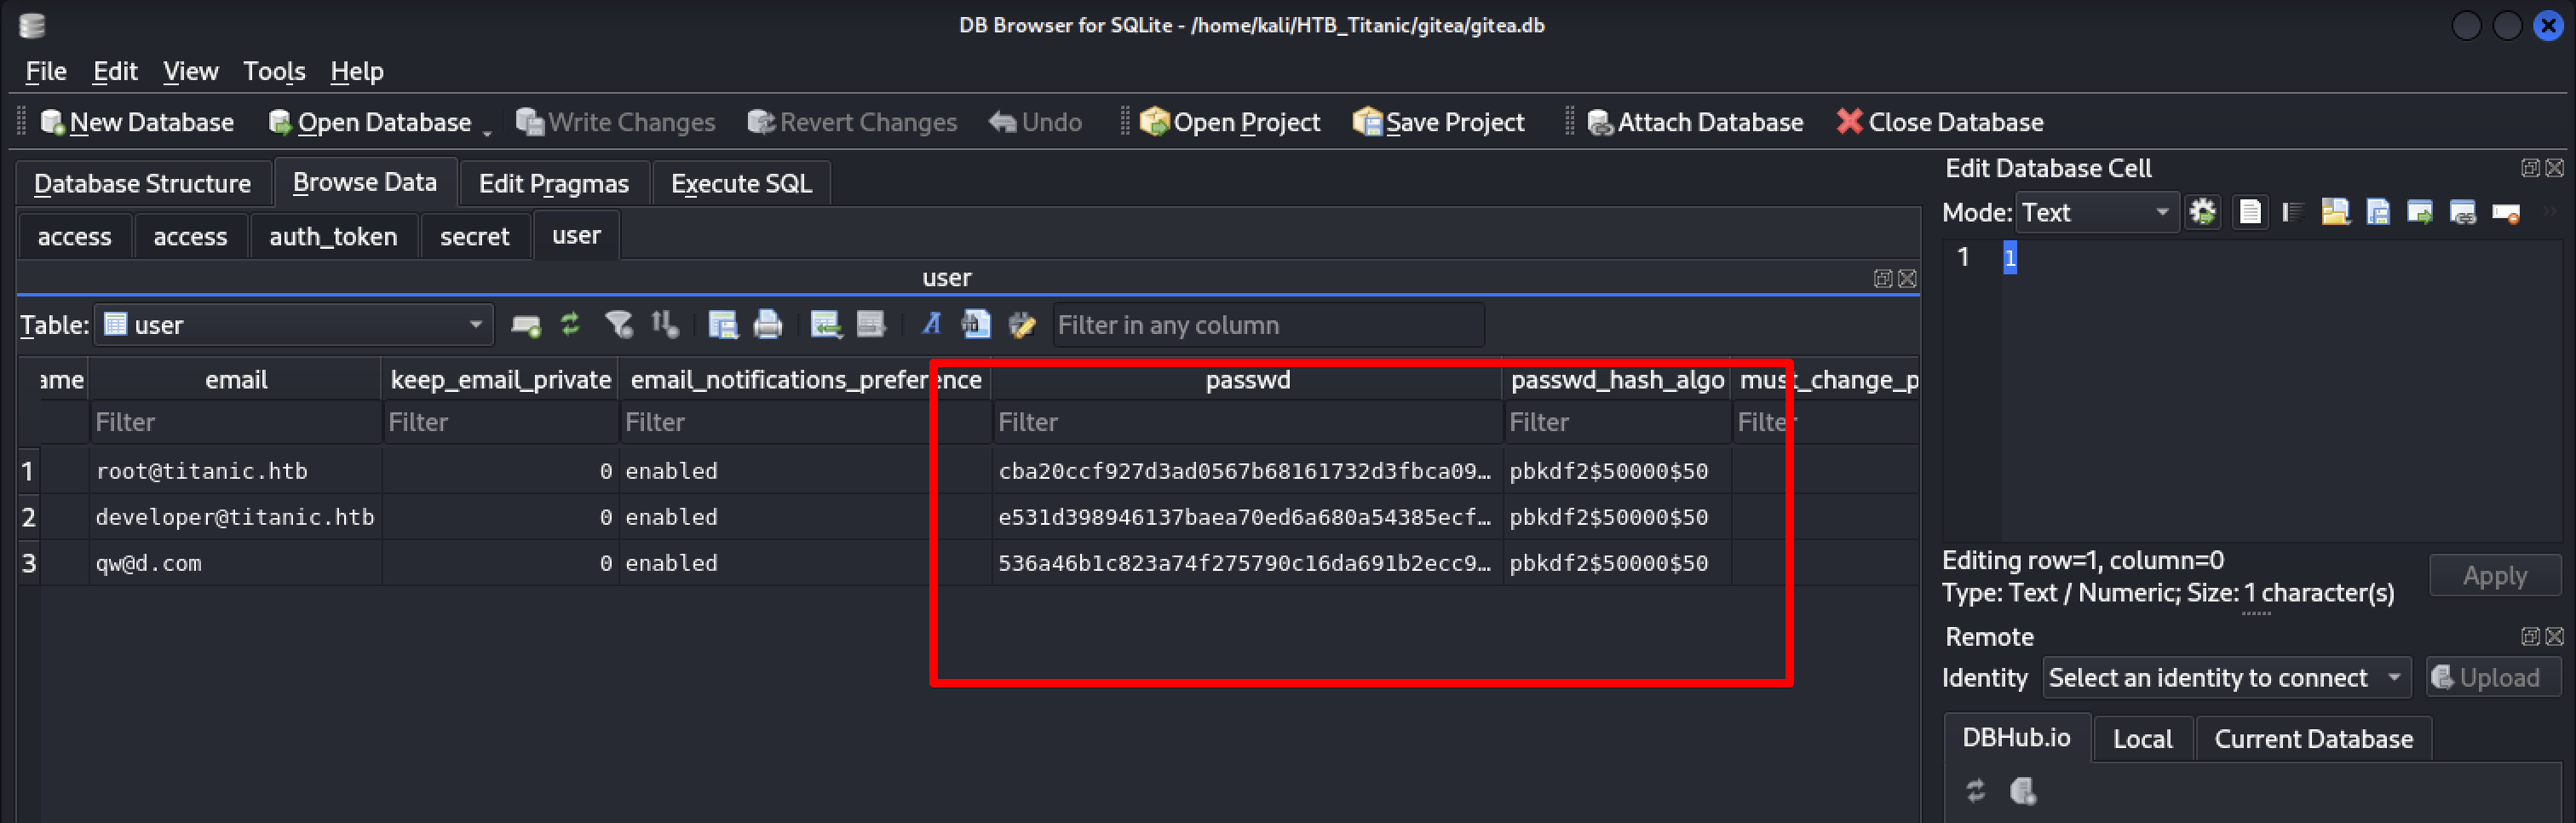 DB Browser for SQLite - /home/kali/HTB_Titanic/gitea/gitea.db
File Edit View Tools Help
New Database Open Database Write Changes Revert Changes Undo Open Project Save Project Attach Database Close Database
Database Structure Browse Data Edit Pragmas Execute SQL
access access auth_token secret user
user
Table: user Filter in any column
ame email keep_email_private email_notifications_preference passwd passwd_hash_algo must_change_p
Filter Filter Filter Filter Filter Filter
1 root@titanic.htb 0 enabled cba20ccf927d3ad0567b68161732d3fbca09… pbkdf2$50000$50
2 developer@titanic.htb 0 enabled e531d398946137baea70ed6a680a54385ecf… pbkdf2$50000$50
3 qw@d.com 0 enabled 536a46b1c823a74f275790c16da691b2ecc9… pbkdf2$50000$50
Edit Database Cell
Mode: Text
1 1
Editing row=1, column=0
Type: Text / Numeric; Size: 1 character(s)
Apply
Remote
Identity Select an identity to connect Upload
DBHub.io Local Current Database